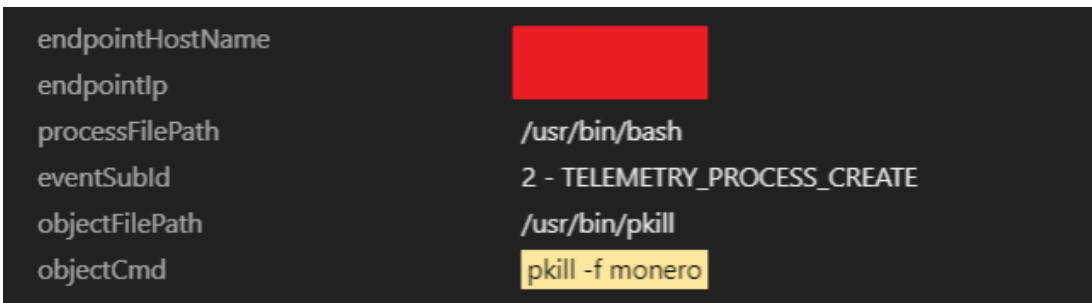 endpointHostName
endpointIp
processFilePath /usr/bin/bash
eventSubId 2 - TELEMETRY_PROCESS_CREATE
objectFilePath /usr/bin/pkill
objectCmd pkill -f monero